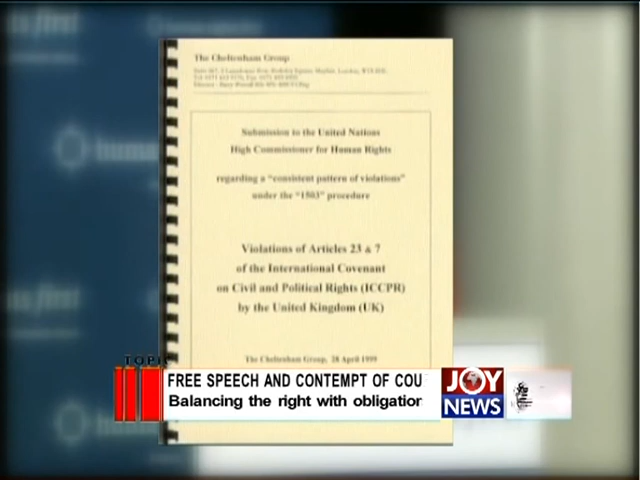 The Cheltenham Group
Submission to the United Nations
High Commissioner for Human Rights
regarding a "consistent pattern of violations"
under the "1503" procedure
Violations of Articles 23 & 7
of the International Covenant
on Civil and Political Rights (ICCPR)
by the United Kingdom (UK)
The Cheltenham Group, 28 April 1999
TOPIC
FREE SPEECH AND CONTEMPT OF COU
Balancing the right with obligation
JOY
NEWS